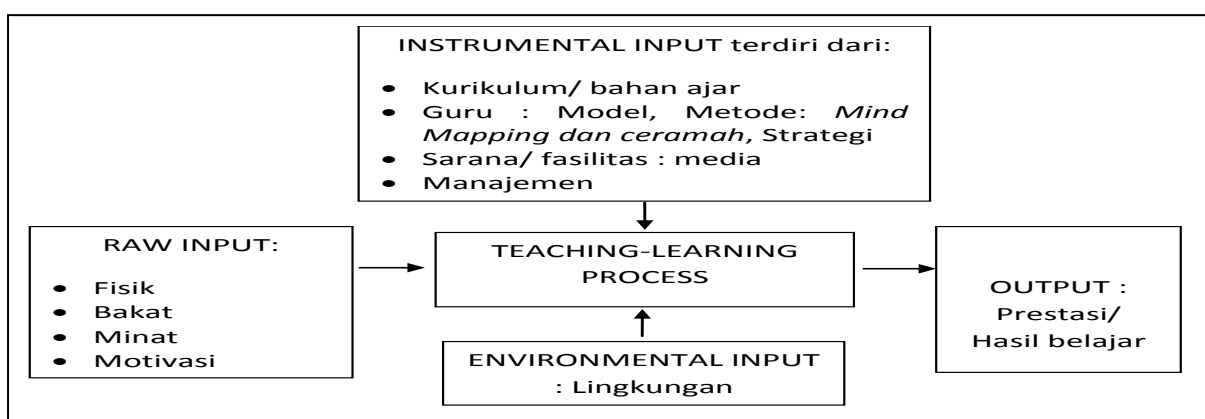 INSTRUMENTAL INPUT terdiri dari:
• Kurikulum/ bahan ajar
• Guru : Model, Metode: Mind
Mapping dan ceramah, Strategi
• Sarana/ fasilitas : media
• Manajemen
RAW INPUT:
• Fisik
• Bakat
• Minat
• Motivasi
TEACHING-LEARNING
PROCESS
ENVIRONMENTAL INPUT
: Lingkungan
OUTPUT :
Prestasi/
Hasil belajar